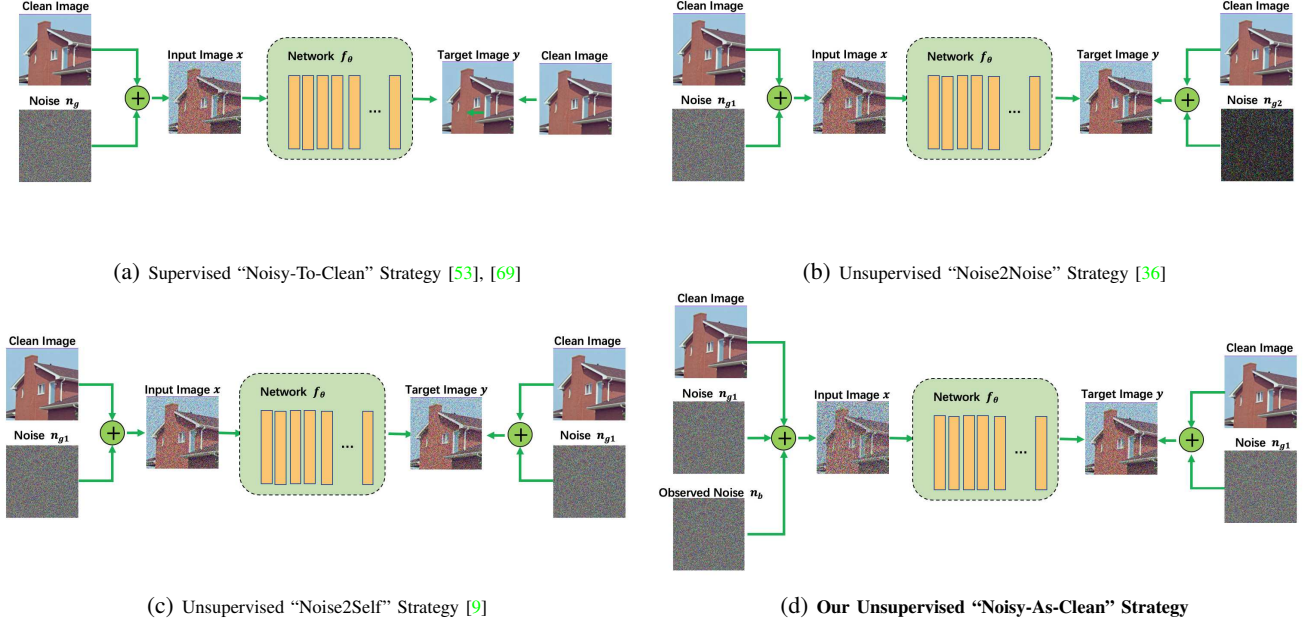 Clean Image
Input Image x
Network fθ
Target Image y
Clean Image
Noise ng
+
...
(a) Supervised “Noisy-To-Clean” Strategy [53], [69]
Clean Image
Input Image x
Network fθ
Target Image y
Clean Image
Noise ng1
+
...
+
Noise ng2
(b) Unsupervised “Noise2Noise” Strategy [36]
Clean Image
Input Image x
Network fθ
Target Image y
Clean Image
Noise ng1
+
...
+
Noise ng1
(c) Unsupervised “Noise2Self” Strategy [9]
Clean Image
Noise ng1
Observed Noise nb
+
Input Image x
Network fθ
...
Target Image y
+
Clean Image
Noise ng1
(d) Our Unsupervised “Noisy-As-Clean” Strategy